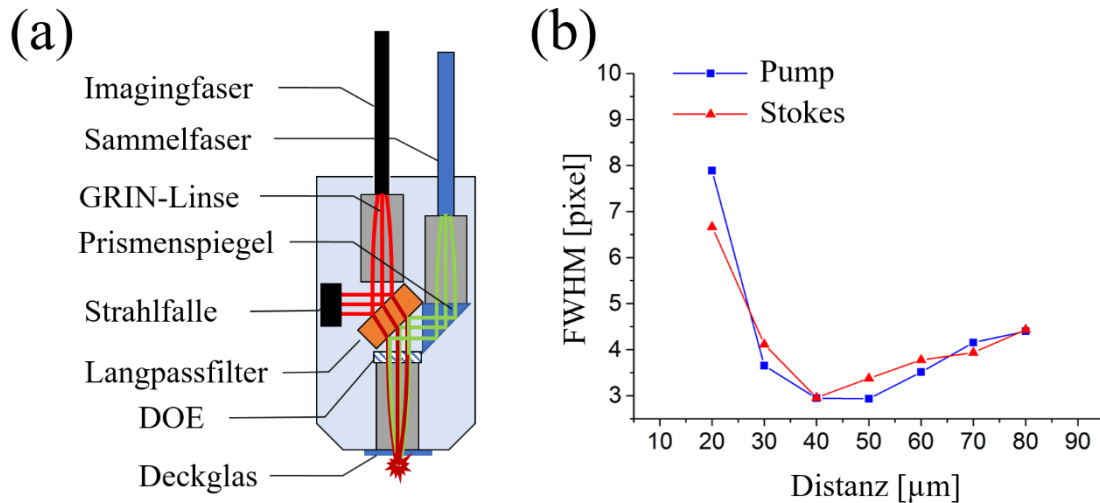 (a)
Imagingfaser
Sammelfaser
GRIN-Linse
Prismenspiegel
Strahlfalle
Langpassfilter
DOE
Deckglas
(b)
Pump
Stokes
FWHM [pixel]
10
9
8
7
6
5
4
3
10 20 30 40 50 60 70 80 90
Distanz [µm]